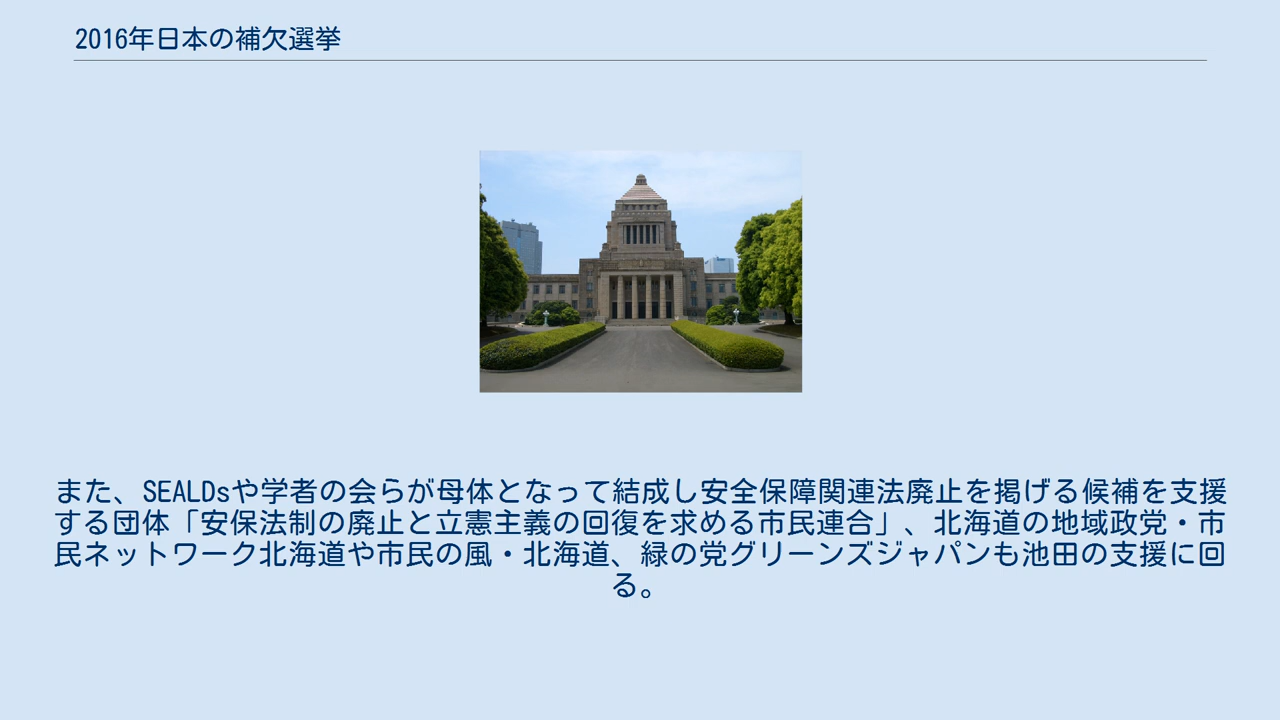 2016年日本の補欠選挙
また、SEALDsや学者の会らが母体となって結成し安全保障関連法廃止を掲げる候補を支援
する団体「安保法制の廃止と立憲主義の回復を求める市民連合」、北海道の地域政党・市
民ネットワーク北海道や市民の風・北海道、緑の党グリーンズジャパンも池田の支援に回
る。